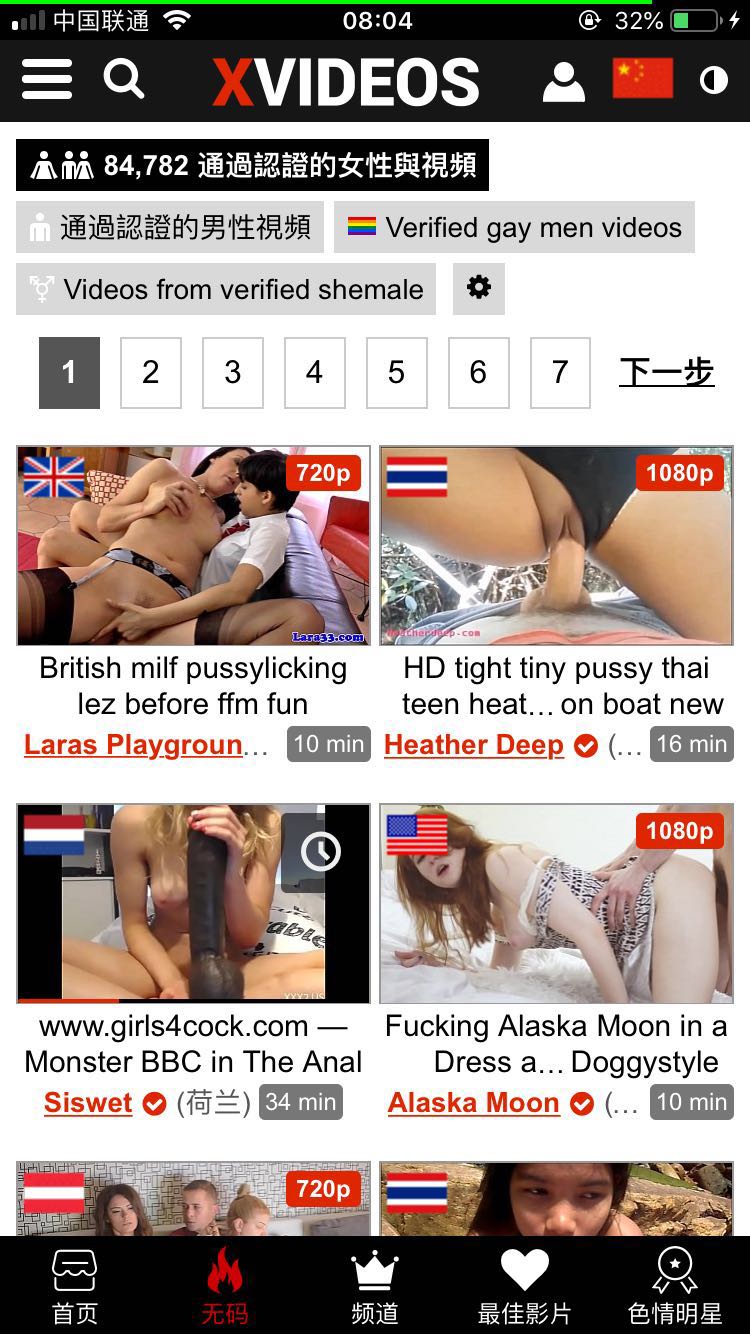 中国联通 08:04 32%
XVIDEOS
84,782 通過認證的女性與視頻
通過認證的男性視頻 Verified gay men videos
Videos from verified shemale
1 2 3 4 5 6 7 下一步
720p 1080p
Lara33.com heatherdeep.com
British milf pussylicking HD tight tiny pussy thai
lez before ffm fun teen heat… on boat new
Laras Playgroun… 10 min Heather Deep (… 16 min
1080p
www.girls4cock.com — Fucking Alaska Moon in a
Monster BBC in The Anal Dress a… Doggystyle
Siswet (荷兰) 34 min Alaska Moon (… 10 min
720p
首页 无码 频道 最佳影片 色情明星